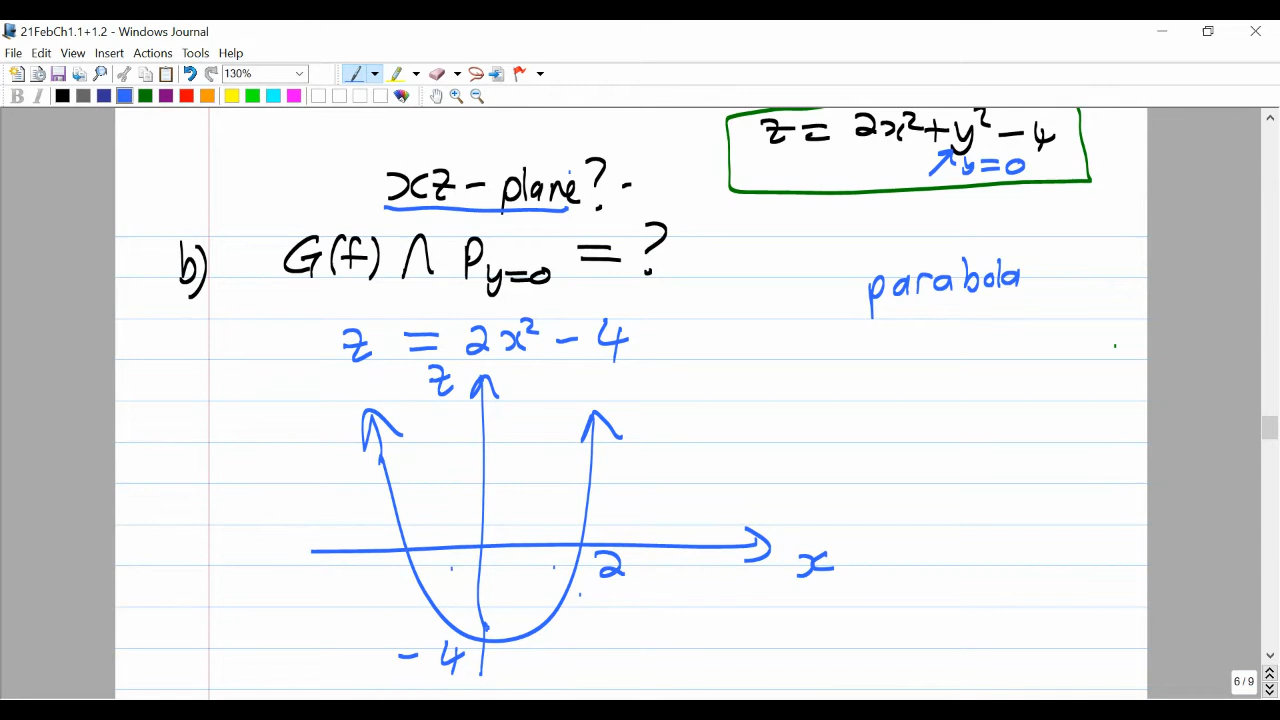 21FebCh1.1+1.2 - Windows Journal
File Edit View Insert Actions Tools Help
130%
B I
z = 2x² + y² - 4
y = 0
xz - plane?
b) G(f) ∩ P_{y=0} = ?
parabola
z = 2x² - 4
z
2
x
- 4
6 / 9